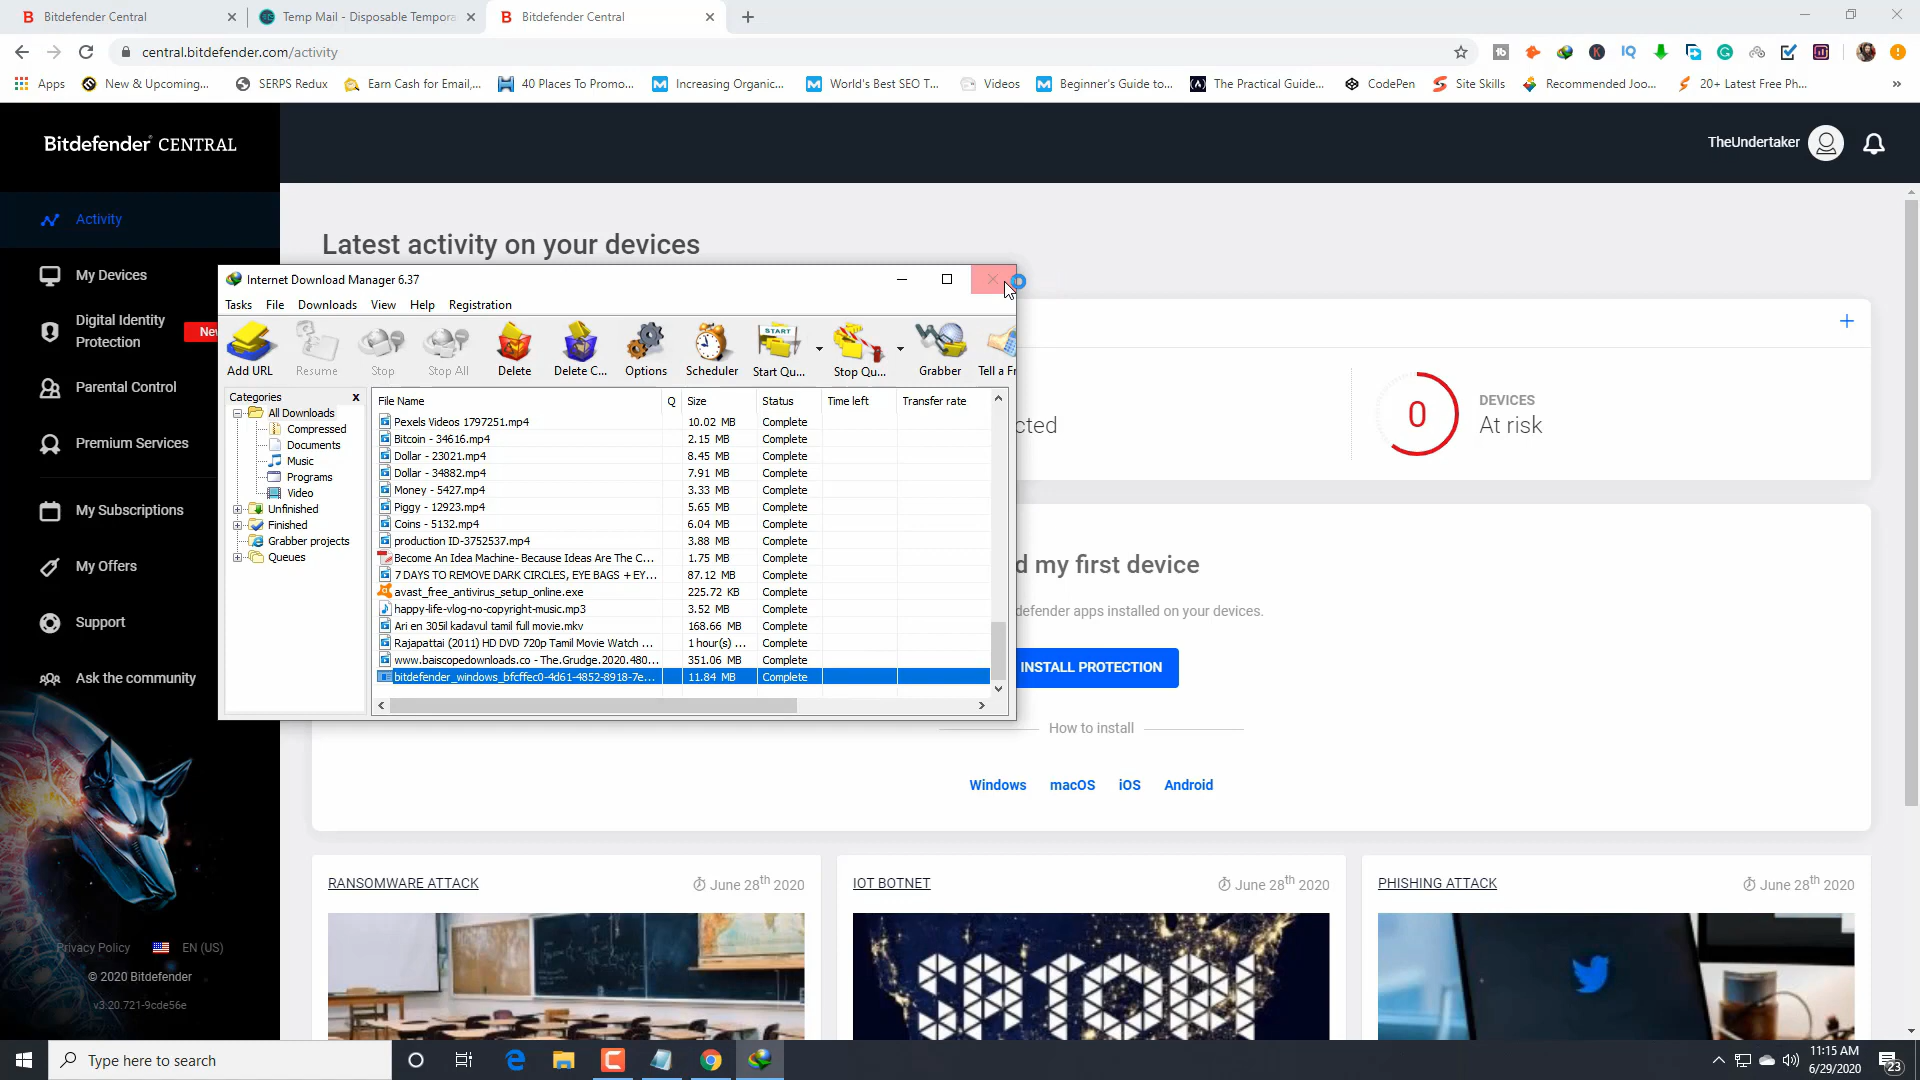 Bitdefender Central
Temp Mail - Disposable Tempora
Bitdefender Central
central.bitdefender.com/activity
Apps
New & Upcoming...
SERPS Redux
Earn Cash for Email,...
40 Places To Promo...
Increasing Organic...
World's Best SEO T...
Videos
Beginner's Guide to...
The Practical Guide...
CodePen
Site Skills
Recommended Joo...
20+ Latest Free Ph...
Bitdefender CENTRAL
TheUndertaker
Activity
My Devices
Digital Identity
Protection
New
Parental Control
Premium Services
My Subscriptions
My Offers
Support
Ask the community
Privacy Policy
EN (US)
© 2020 Bitdefender
v3.20.721-9cde56e
Latest activity on your devices
Internet Download Manager 6.37
Tasks File Downloads View Help Registration
Add URL
Resume
Stop
Stop All
Delete
Delete C...
Options
Scheduler
START
Start Qu...
Stop Qu...
Grabber
Tell a Fr
Categories x
All Downloads
Compressed
Documents
Music
Programs
Video
Unfinished
Finished
Grabber projects
Queues
File Name Q Size Status Time left Transfer rate
Pexels Videos 1797251.mp4 10.02 MB Complete
Bitcoin - 34616.mp4 2.15 MB Complete
Dollar - 23021.mp4 8.45 MB Complete
Dollar - 34882.mp4 7.91 MB Complete
Money - 5427.mp4 3.33 MB Complete
Piggy - 12923.mp4 5.65 MB Complete
Coins - 5132.mp4 6.04 MB Complete
production ID-3752537.mp4 3.88 MB Complete
Become An Idea Machine- Because Ideas Are The C... 1.75 MB Complete
7 DAYS TO REMOVE DARK CIRCLES, EYE BAGS + EY... 87.12 MB Complete
avast_free_antivirus_setup_online.exe 225.72 KB Complete
happy-life-vlog-no-copyright-music.mp3 3.52 MB Complete
Ari en 305il kadavul tamil full movie.mkv 168.66 MB Complete
Rajapattai (2011) HD DVD 720p Tamil Movie Watch ... 1 hour(s) ... Complete
www.baiscopedownloads.co - The.Grudge.2020.480... 351.06 MB Complete
bitdefender_windows_bfcffec0-4d61-4852-8918-7e... 11.84 MB Complete
cted
0
DEVICES
At risk
d my first device
defender apps installed on your devices.
INSTALL PROTECTION
How to install
Windows macOS iOS Android
RANSOMWARE ATTACK
June 28th 2020
IOT BOTNET
June 28th 2020
PHISHING ATTACK
June 28th 2020
SATORI
Type here to search
11:15 AM
6/29/2020
23